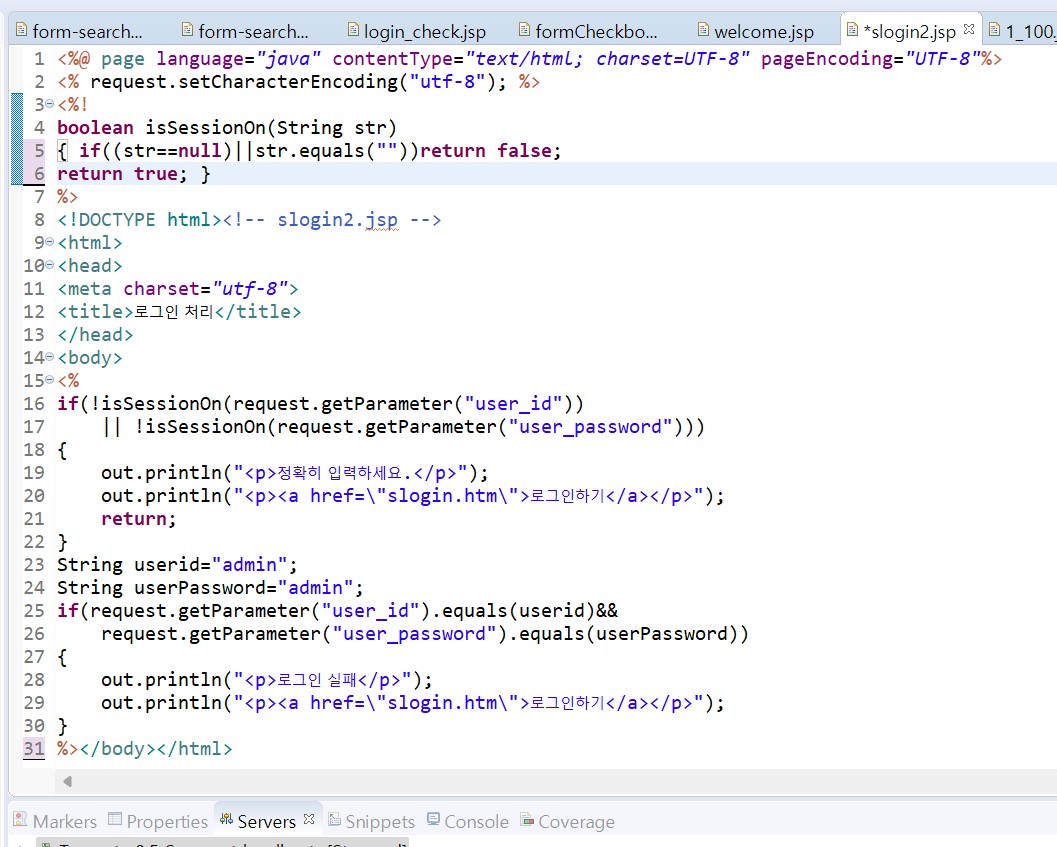 form-search...
form-search...
login_check.jsp
formCheckbo...
welcome.jsp
*slogin2.jsp
1_100.
1 <%@ page language="java" contentType="text/html; charset=UTF-8" pageEncoding="UTF-8"%>
2 <% request.setCharacterEncoding("utf-8"); %>
3 <%!
4 boolean isSessionOn(String str)
5 { if((str==null)||str.equals(""))return false;
6 return true; }
7 %>
8 <!DOCTYPE html><!-- slogin2.jsp -->
9 <html>
10 <head>
11 <meta charset="utf-8">
12 <title>로그인 처리</title>
13 </head>
14 <body>
15 <%
16 if(!isSessionOn(request.getParameter("user_id"))
17     || !isSessionOn(request.getParameter("user_password")))
18 {
19     out.println("<p>정확히 입력하세요.</p>");
20     out.println("<p><a href=\"slogin.htm\">로그인하기</a></p>");
21     return;
22 }
23 String userid="admin";
24 String userPassword="admin";
25 if(request.getParameter("user_id").equals(userid)&&
26     request.getParameter("user_password").equals(userPassword))
27 {
28     out.println("<p>로그인 실패</p>");
29     out.println("<p><a href=\"slogin.htm\">로그인하기</a></p>");
30 }
31 %></body></html>
Markers
Properties
Servers
Snippets
Console
Coverage